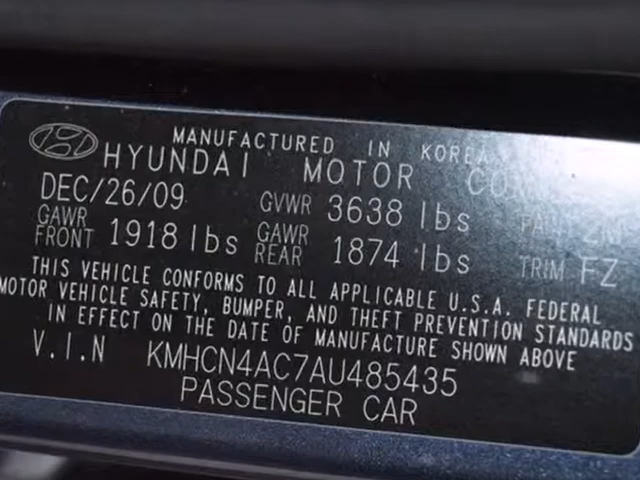 MANUFACTURED IN KOREA
HYUNDAI MOTOR
DEC/26/09 GVWR 3638 lbs
GAWR FRONT 1918 lbs GAWR REAR 1874 lbs TRIM FZ
THIS VEHICLE CONFORMS TO ALL APPLICABLE U.S.A. FEDERAL
MOTOR VEHICLE SAFETY, BUMPER, AND THEFT PREVENTION STANDARDS
IN EFFECT ON THE DATE OF MANUFACTURE SHOWN ABOVE
V.I.N KMHCN4AC7AU485435
PASSENGER CAR